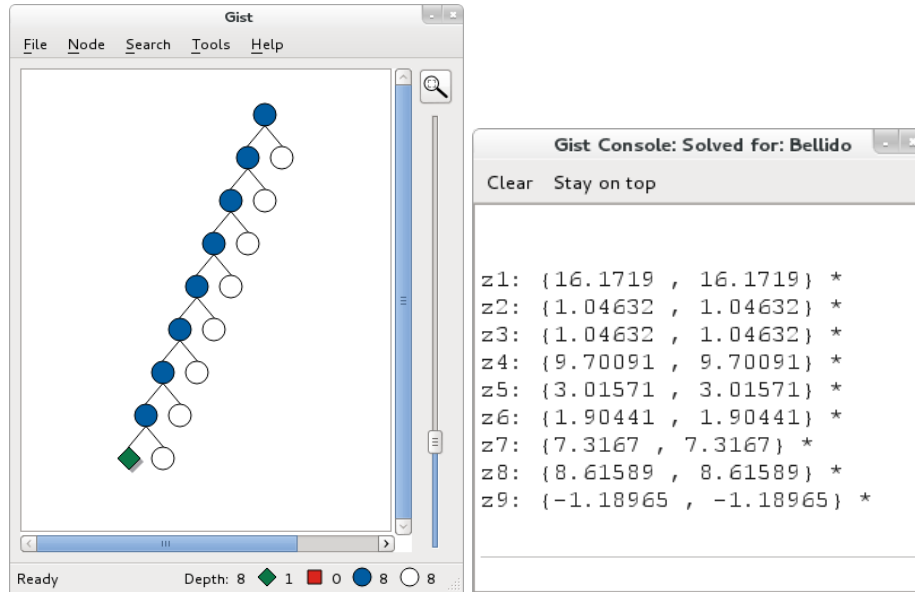 Gist
File Node Search Tools Help
Ready Depth: 8 1 0 8 8
Gist Console: Solved for: Bellido
Clear Stay on top
z1: {16.1719 , 16.1719} *
z2: {1.04632 , 1.04632} *
z3: {1.04632 , 1.04632} *
z4: {9.70091 , 9.70091} *
z5: {3.01571 , 3.01571} *
z6: {1.90441 , 1.90441} *
z7: {7.3167 , 7.3167} *
z8: {8.61589 , 8.61589} *
z9: {-1.18965 , -1.18965} *